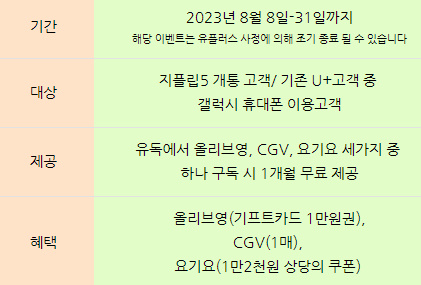 기간
2023년 8월 8일-31일까지
해당 이벤트는 유플러스 사정에 의해 조기 종료 될 수 있습니다
대상
지플립5 개통 고객/ 기존 U+고객 중
갤럭시 휴대폰 이용고객
제공
유독에서 올리브영, CGV, 요기요 세가지 중
하나 구독 시 1개월 무료 제공
혜택
올리브영(기프트카드 1만원권),
CGV(1매),
요기요(1만2천원 상당의 쿠폰)